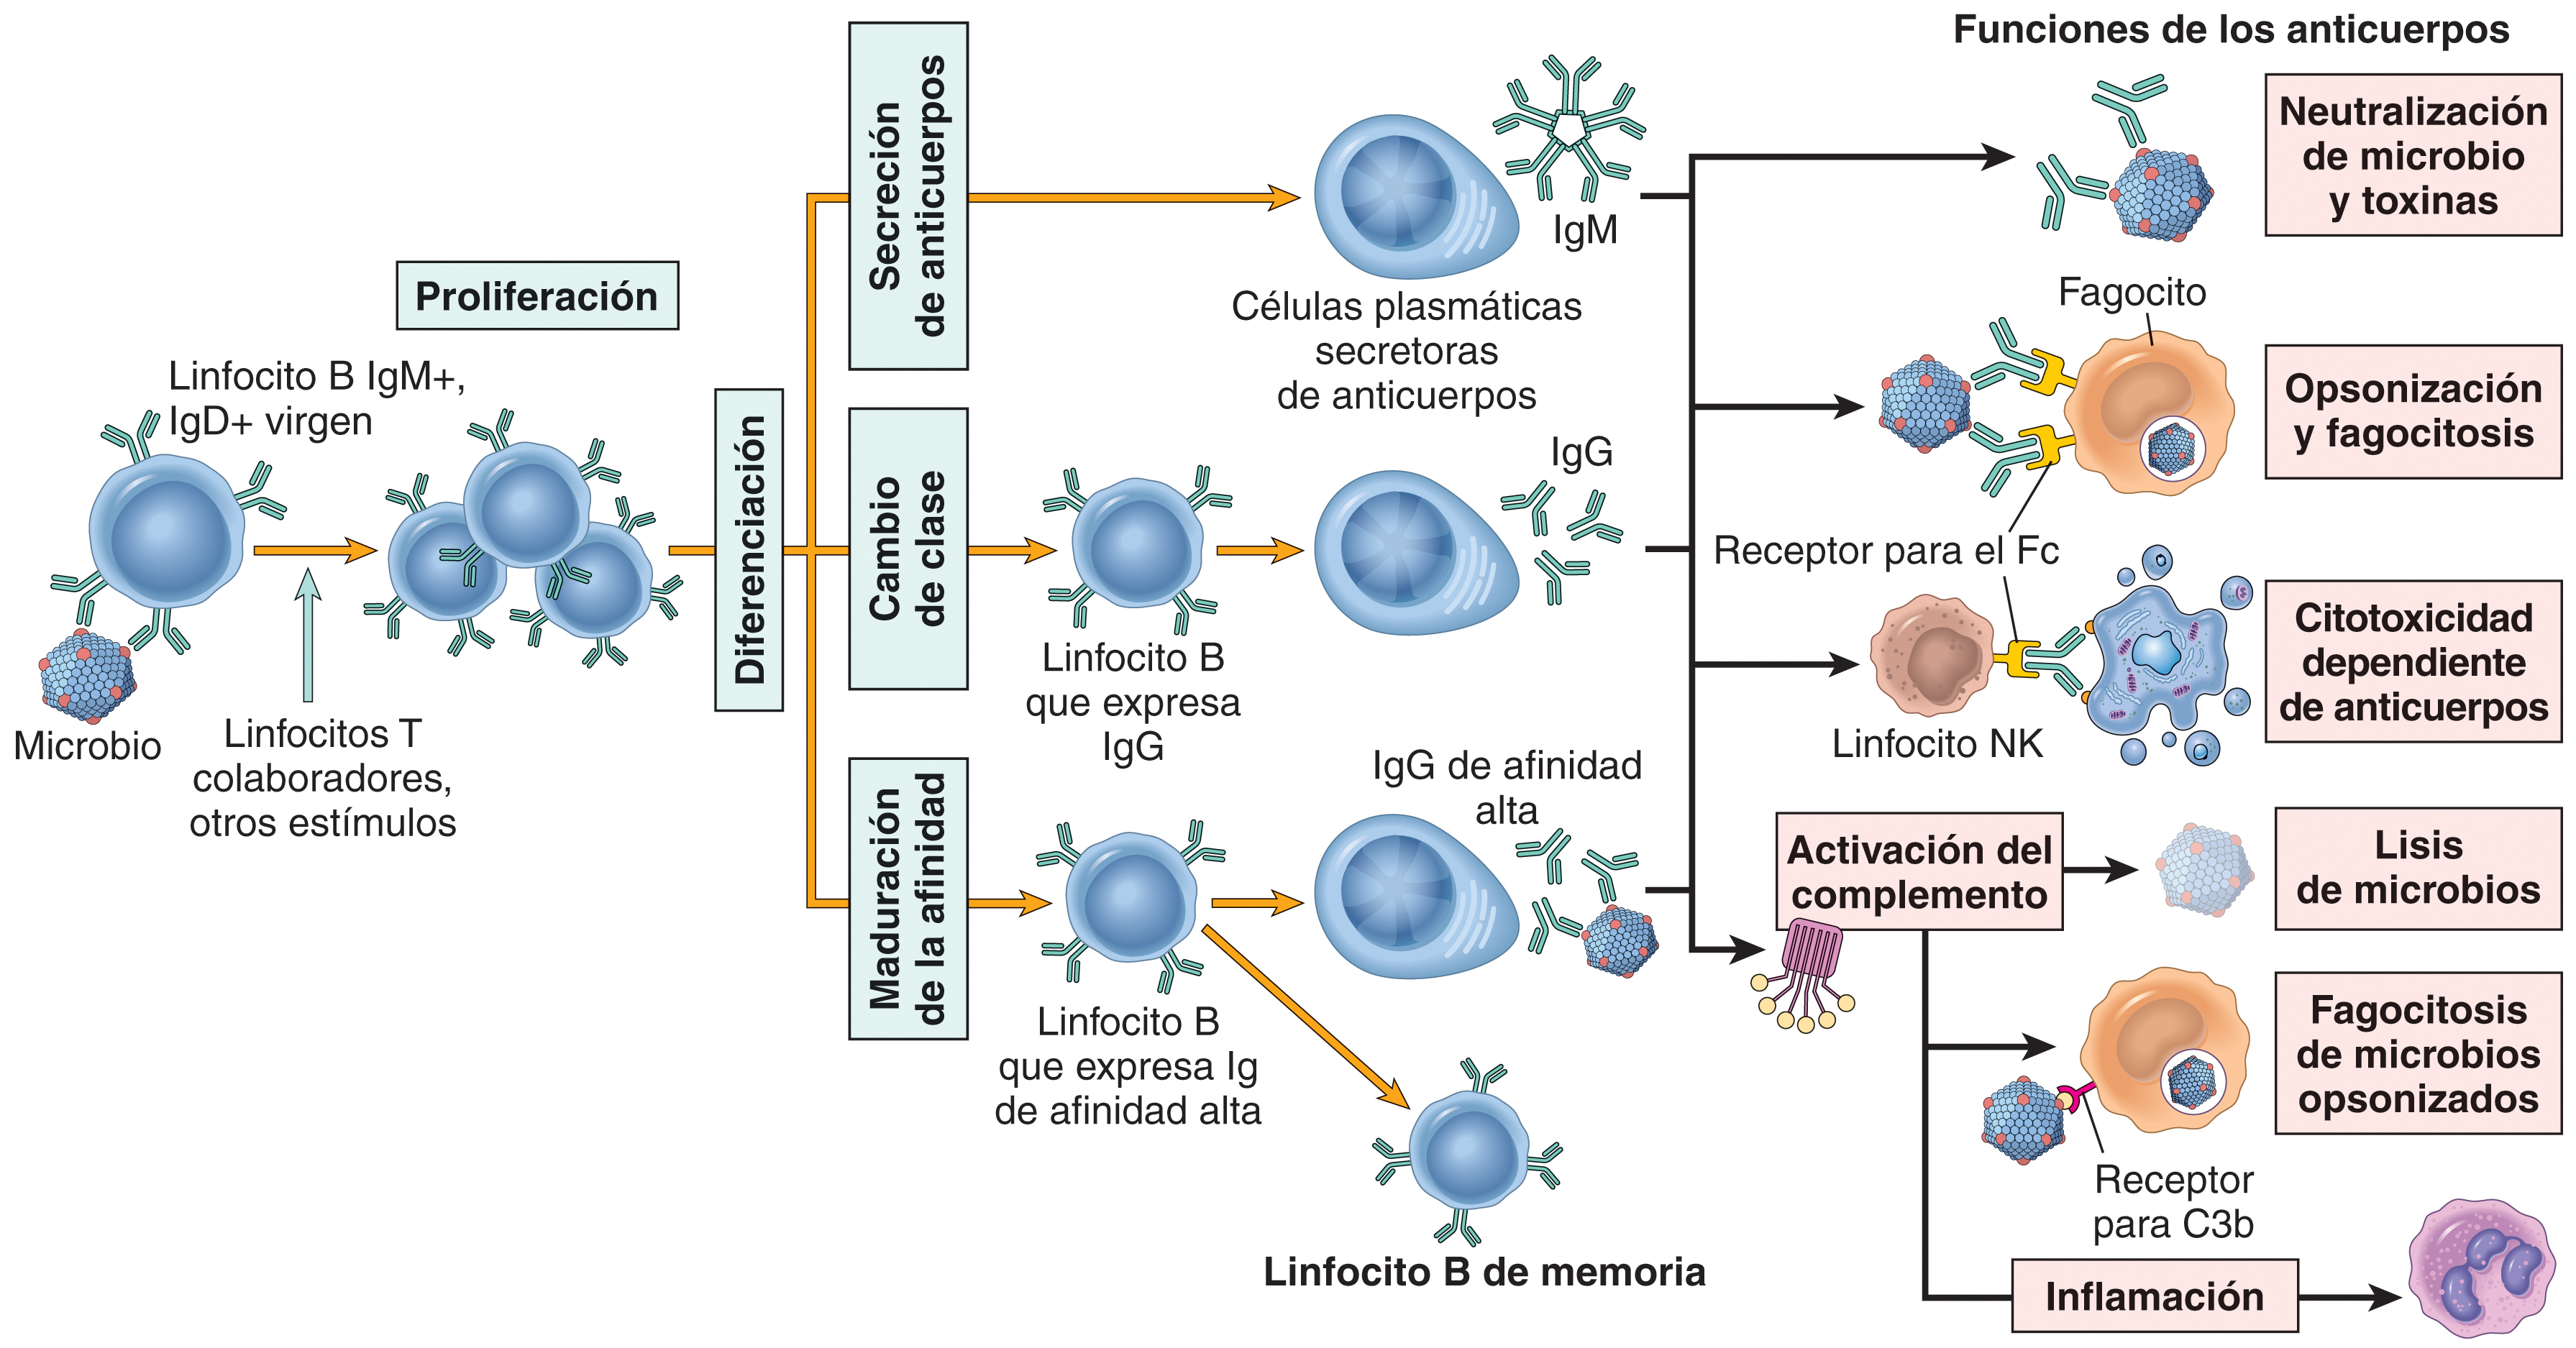 Funciones de los anticuerpos
Secreción
de anticuerpos
IgM
Células plasmáticas
secretoras
de anticuerpos
Neutralización
de microbio
y toxinas
Proliferación
Linfocito B IgM+,
IgD+ virgen
Microbio
Linfocitos T
colaboradores,
otros estímulos
Diferenciación
Fagocito
Opsonización
y fagocitosis
Cambio
de clase
Linfocito B
que expresa
IgG
IgG
Receptor para el Fc
Linfocito NK
Citotoxicidad
dependiente
de anticuerpos
Maduración
de la afinidad
Linfocito B
que expresa Ig
de afinidad alta
IgG de afinidad
alta
Linfocito B de memoria
Activación del
complemento
Lisis
de microbios
Fagocitosis
de microbios
opsonizados
Receptor
para C3b
Inflamación